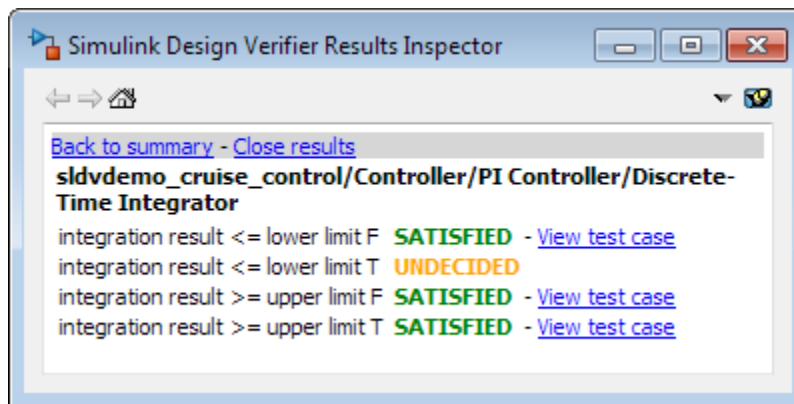 Simulink Design Verifier Results Inspector
Back to summary - Close results
sldvdemo_cruise_control/Controller/PI Controller/Discrete-
Time Integrator
integration result <= lower limit F SATISFIED - View test case
integration result <= lower limit T UNDECIDED
integration result >= upper limit F SATISFIED - View test case
integration result >= upper limit T SATISFIED - View test case